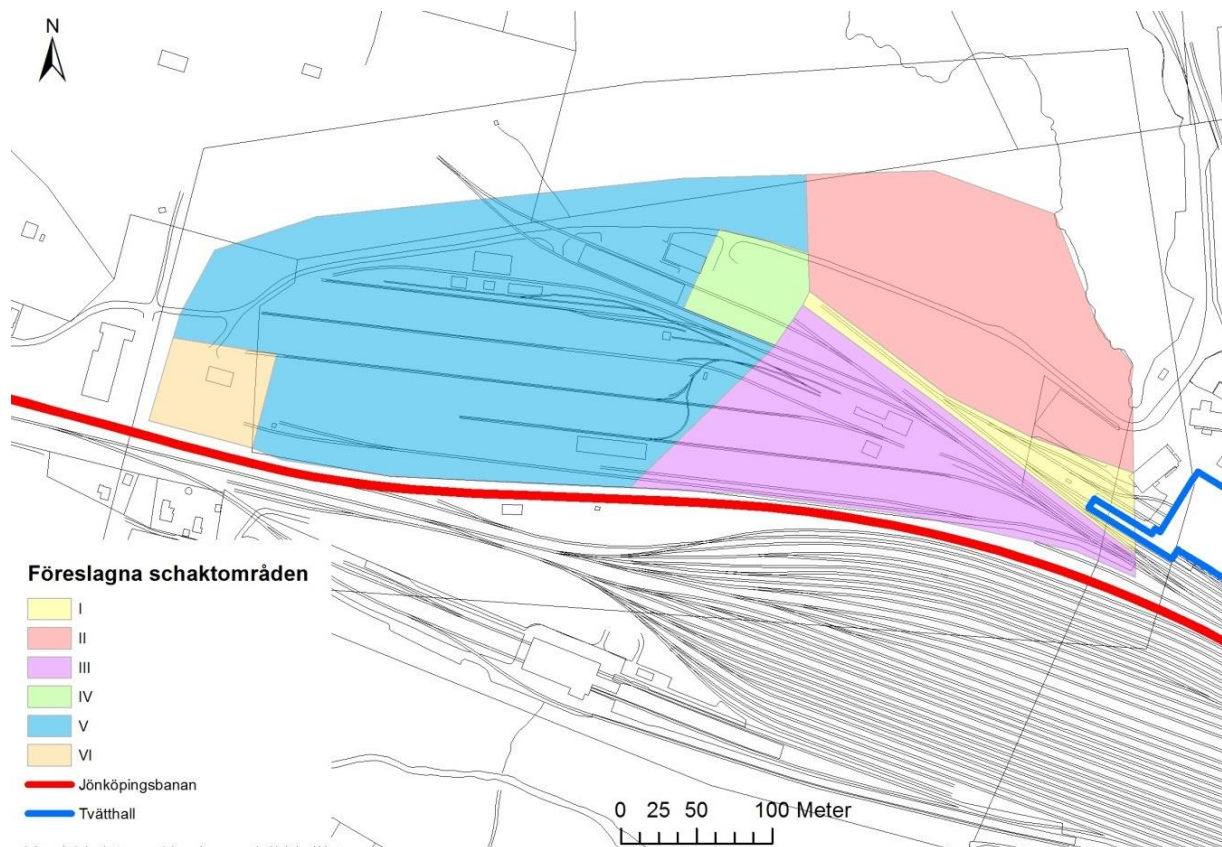 N
Föreslagna schaktområden
I
II
III
IV
V
VI
Jönköpingsbanan
Tvätthall
0 25 50 100 Meter